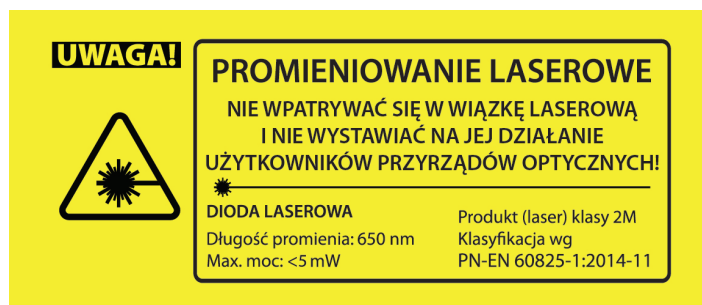 UWAGA!
PROMIENIOWANIE LASEROWE
NIE WPATRYWAĆ SIĘ W WIĄZKĘ LASEROWĄ
I NIE WYSTAWIAĆ NA JEJ DZIAŁANIE
UŻYTKOWNIKÓW PRZYRZĄDÓW OPTYCZNYCH!
DIODA LASEROWA
Długość promienia: 650 nm
Max. moc: <5 mW
Produkt (laser) klasy 2M
Klasyfikacja wg
PN-EN 60825-1:2014-11